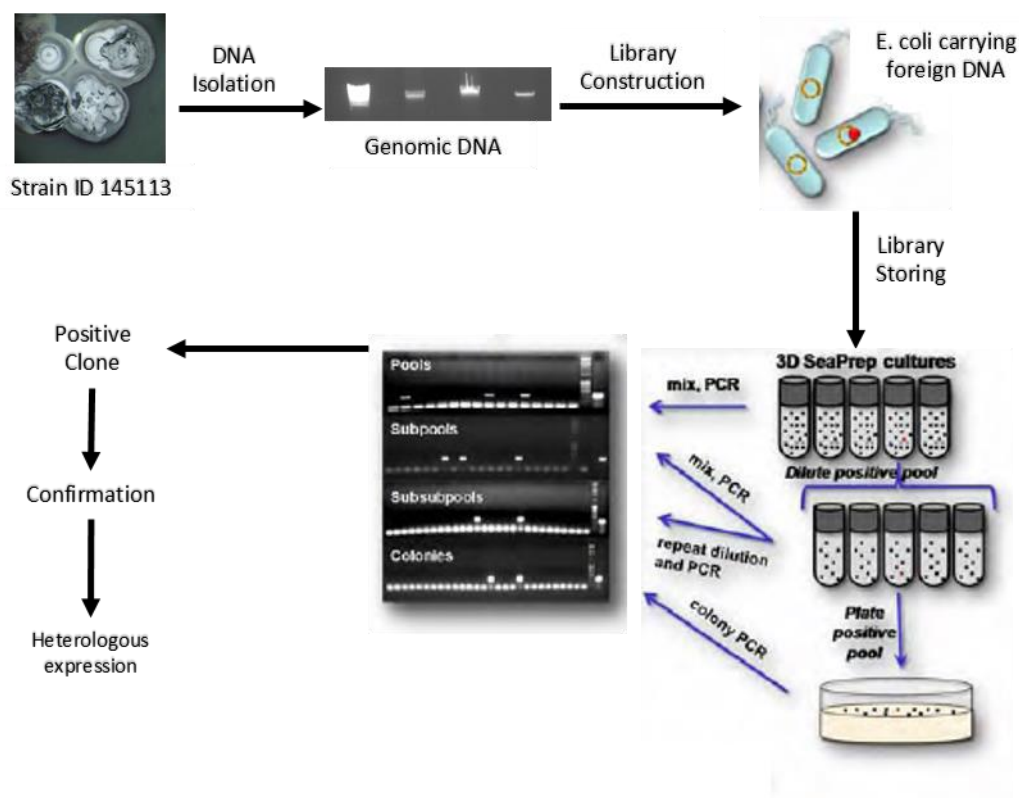 DNA
Isolation
Library
Construction
E. coli carrying
foreign DNA
Genomic DNA
Strain ID 145113
Library
Storing
Positive
Clone
Pools
Subpools
Subsubpools
Colonies
3D SeaPrep cultures
mix, PCR
Dilute positive pool
mix, PCR
repeat dilution
and PCR
Plate
positive
pool
colony PCR
Confirmation
Heterologous
expression